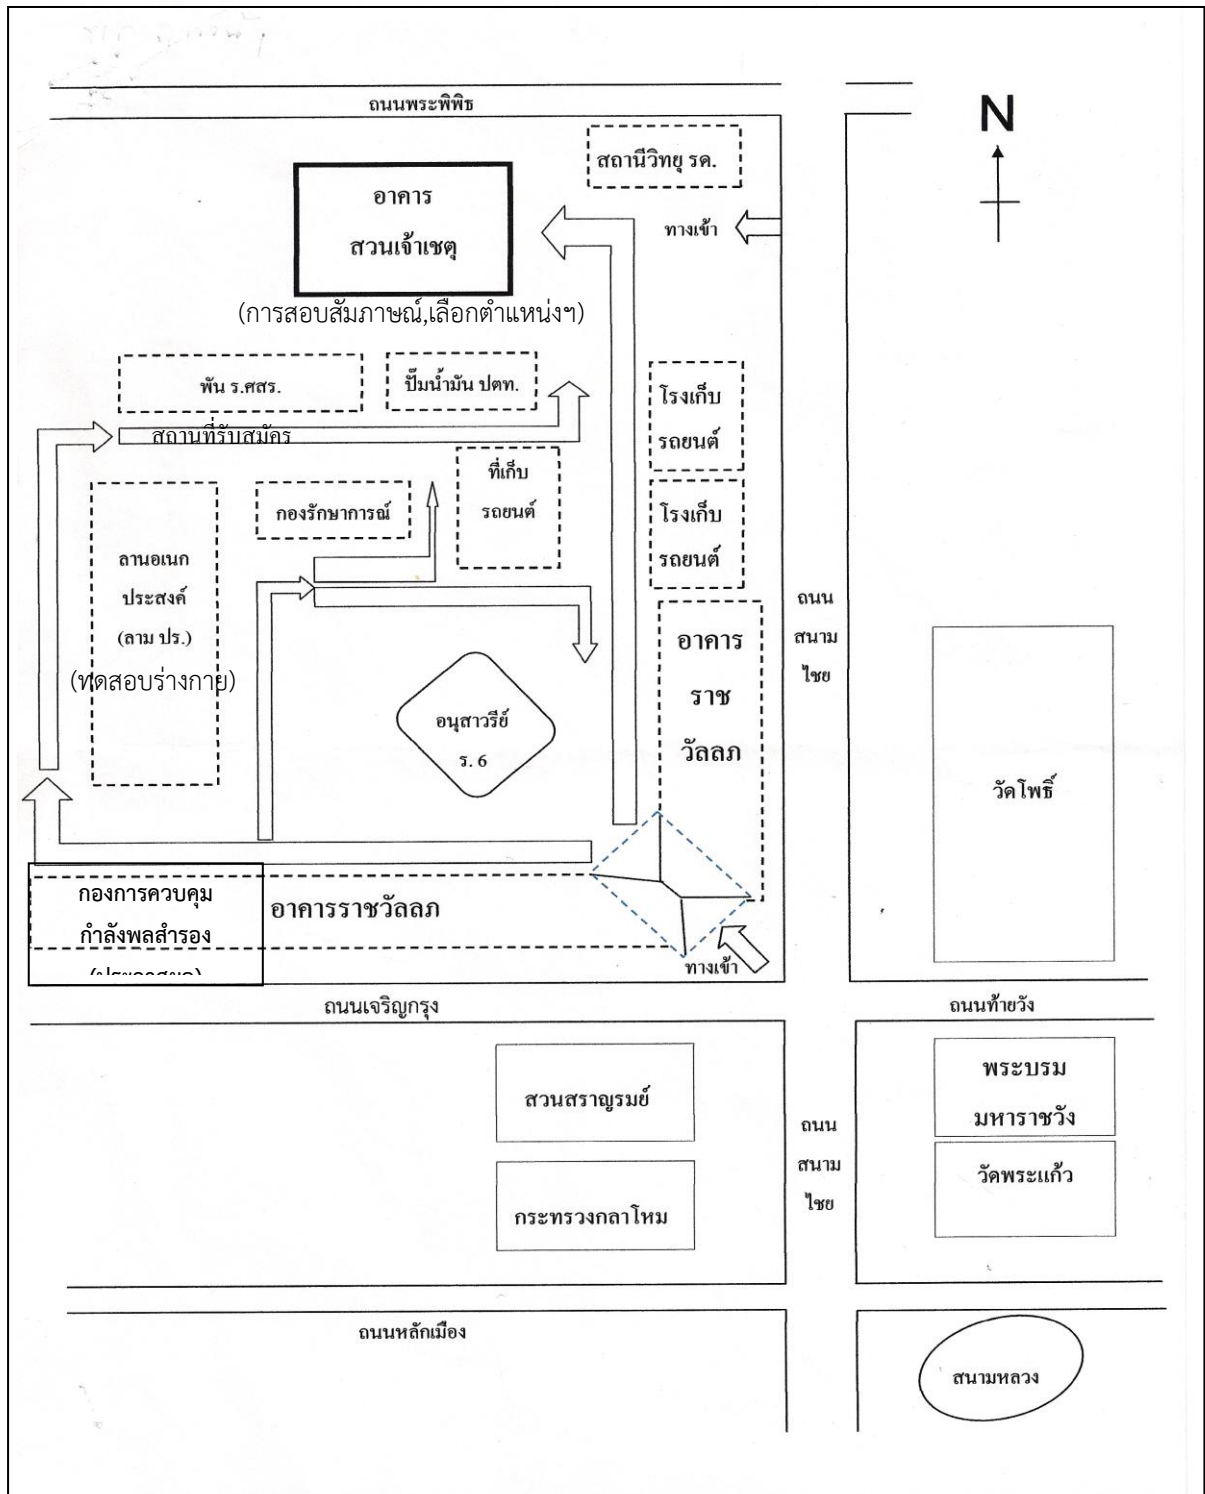 ถนนพระพิพิธ
N
สถานีวิทยุ รด.
อาคาร
สวนเจ้าเชตุ
ทางเข้า
(การสอบสัมภาษณ์,เลือกตำแหน่งฯ)
พัน ร.ศสร.
ปั๊มน้ำมัน ปตท.
โรงเก็บ
รถยนต์
สถานที่รับสมัคร
ที่เก็บ
รถยนต์
กองรักษาการณ์
โรงเก็บ
รถยนต์
ลานอเนก
ประสงค์
(ลาม ปร.)
(ทดสอบร่างกาย)
อาคาร
ราช
วัลลภ
ถนน
สนาม
ไชย
อนุสาวรีย์
ร. 6
วัดโพธิ์
กองการควบคุม
กำลังพลสำรอง
อาคารราชวัลลภ
ทางเข้า
ถนนเจริญกรุง
ถนนท้ายวัง
สวนสราญรมย์
พระบรม
มหาราชวัง
ถนน
สนาม
ไชย
วัดพระแก้ว
กระทรวงกลาโหม
ถนนหลักเมือง
สนามหลวง